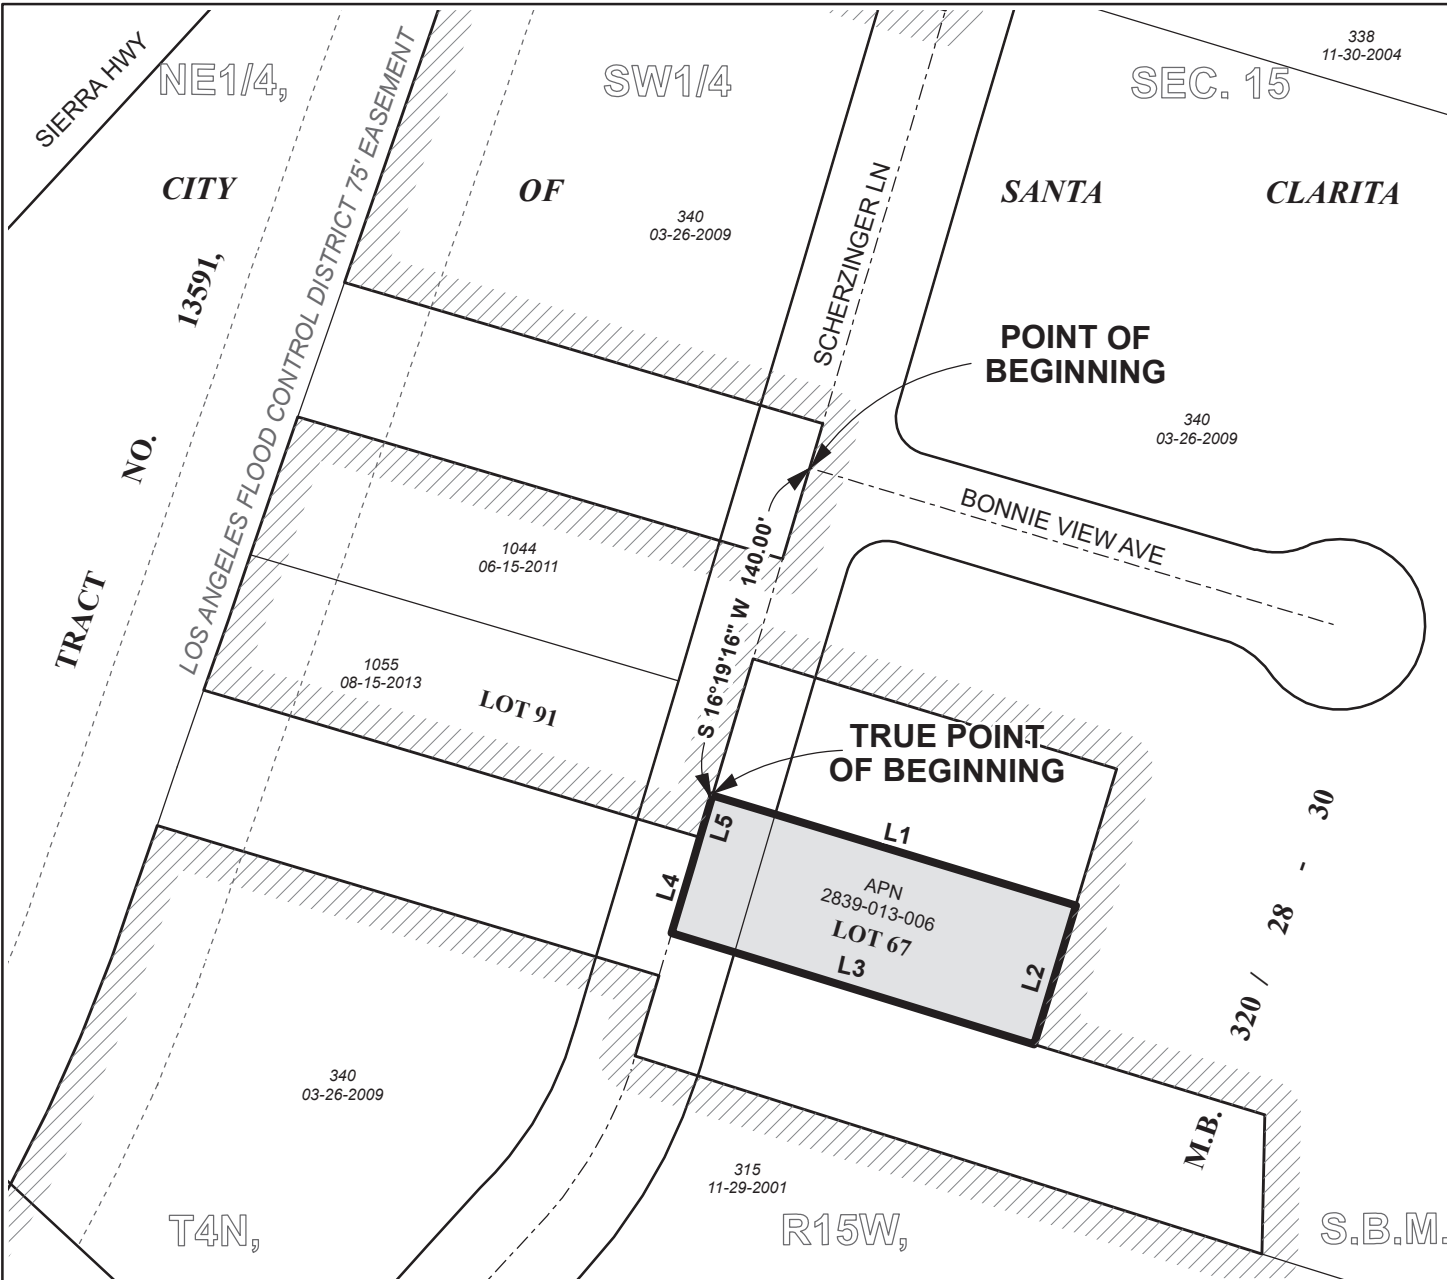 338
11-30-2004
SIERRA HWY
NE1/4,
SW1/4
SEC. 15
CITY
OF
SANTA
CLARITA
LOS ANGELES FLOOD CONTROL DISTRICT 75' EASEMENT
340
03-26-2009
SCHERZINGER LN
TRACT NO. 13591,
POINT OF
BEGINNING
340
03-26-2009
BONNIE VIEW AVE
1044
06-15-2011
S 16°19'16" W 140.00'
1055
08-15-2013
LOT 91
TRUE POINT
OF BEGINNING
L5
L1
L4
APN
2839-013-006
LOT 67
L3
L2
M.B. 320 / 28 - 30
340
03-26-2009
315
11-29-2001
T4N,
R15W,
S.B.M.